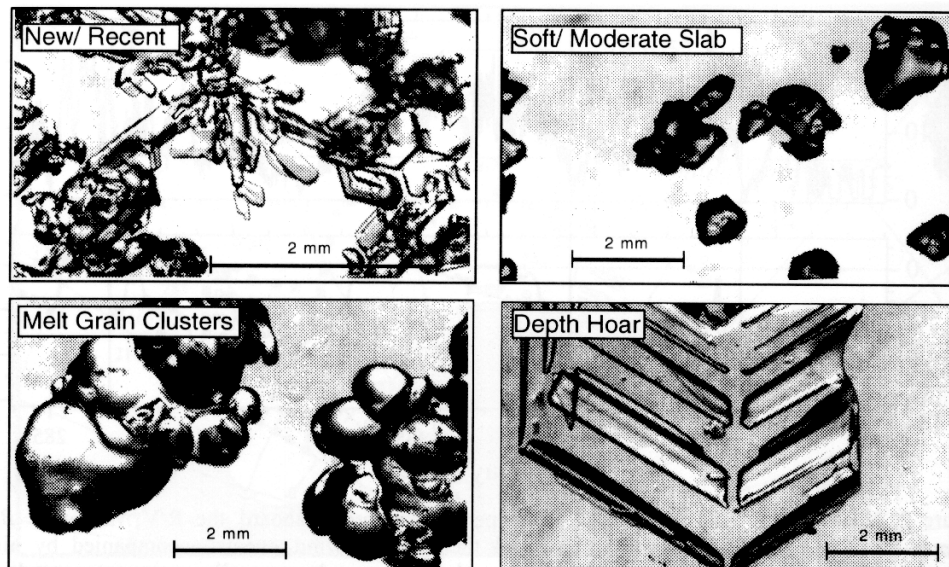 New/ Recent
2 mm
Soft/ Moderate Slab
2 mm
Melt Grain Clusters
2 mm
Depth Hoar
2 mm